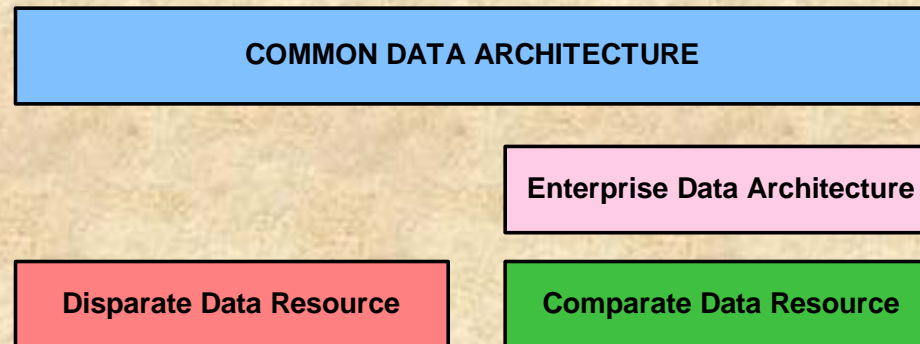 COMMON DATA ARCHITECTURE
Enterprise Data Architecture
Disparate Data Resource
Comparate Data Resource